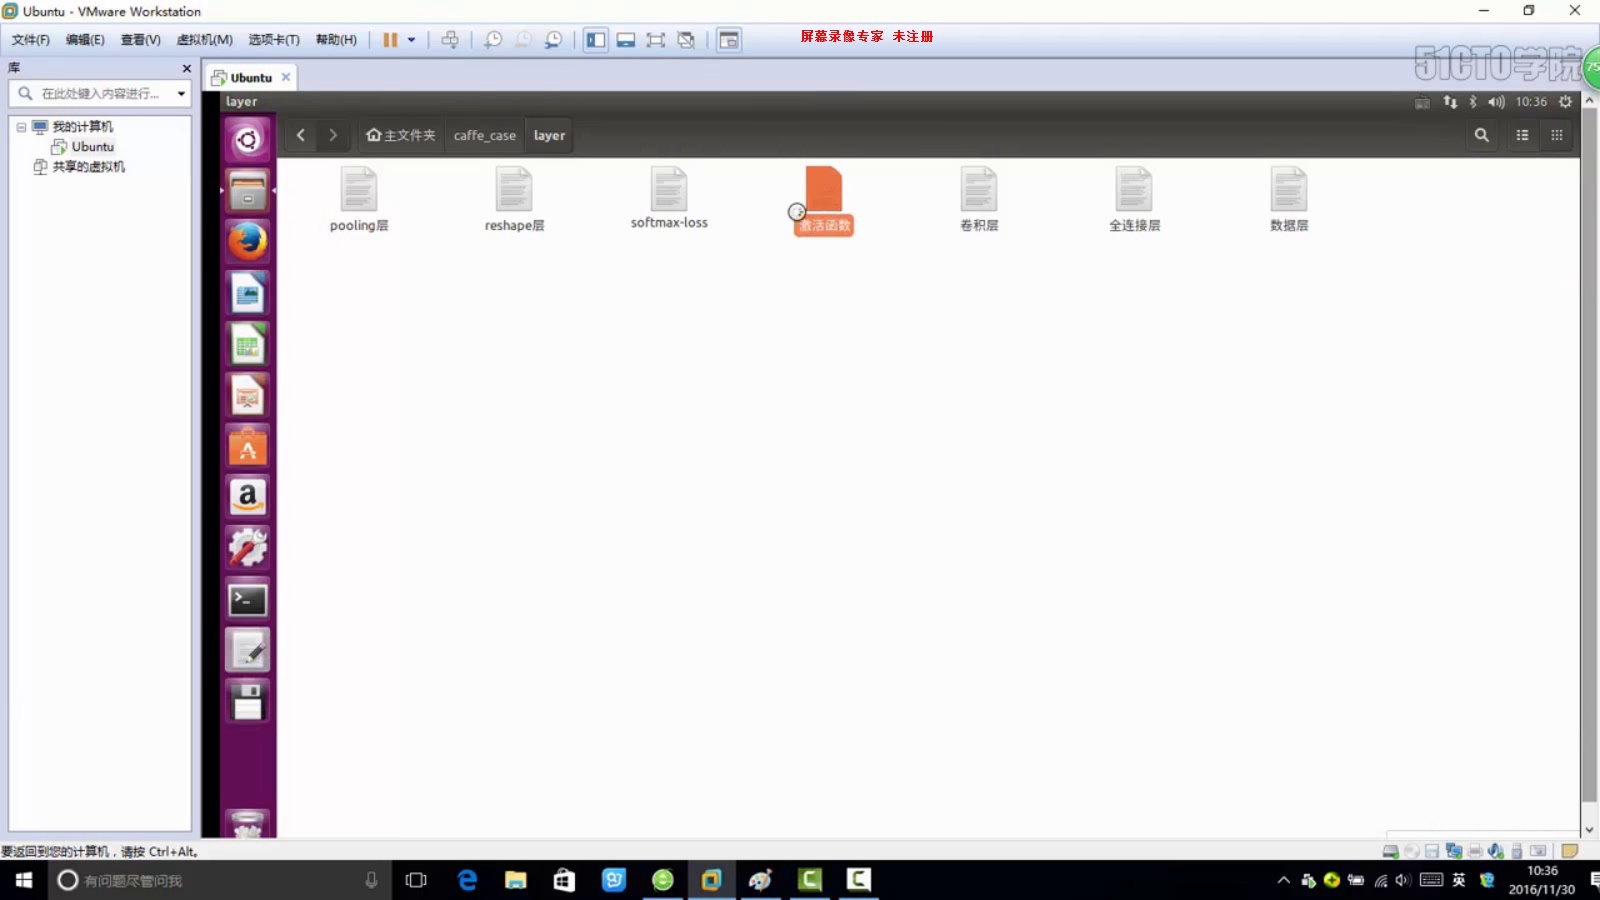 Ubuntu - VMware Workstation
文件(F) 编辑(E) 查看(V) 虚拟机(M) 选项卡(T) 帮助(H)
屏幕录像专家 未注册
51CTO学院
75
库
Ubuntu
在此处键入内容进行...
我的计算机
Ubuntu
共享的虚拟机
layer
10:36
主文件夹 caffe_case layer
pooling层
reshape层
softmax-loss
激活函数
卷积层
全连接层
数据层
要返回到您的计算机，请按 Ctrl+Alt。
有问题尽管问我
英
10:36
2016/11/30